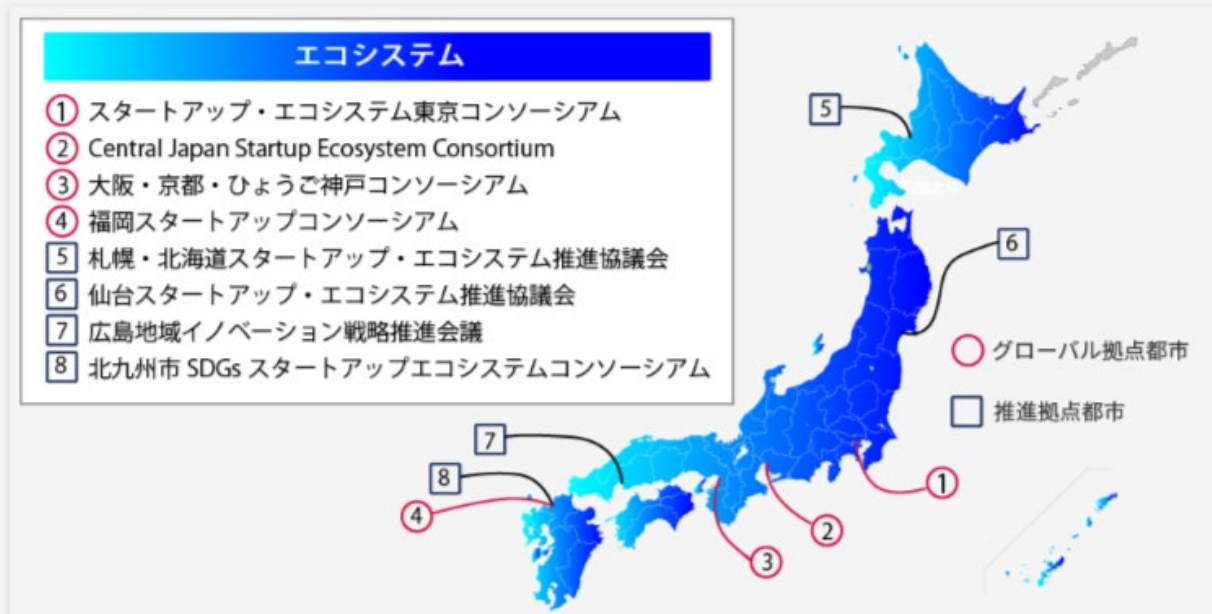 エコシステム
① スタートアップ・エコシステム東京コンソーシアム
② Central Japan Startup Ecosystem Consortium
③ 大阪・京都・ひょうご神戸コンソーシアム
④ 福岡スタートアップコンソーシアム
5 札幌・北海道スタートアップ・エコシステム推進協議会
6 仙台スタートアップ・エコシステム推進協議会
7 広島地域イノベーション戦略推進会議
8 北九州市 SDGs スタートアップエコシステムコンソーシアム
5
6
グローバル拠点都市
推進拠点都市
7
8
①
④
②
③